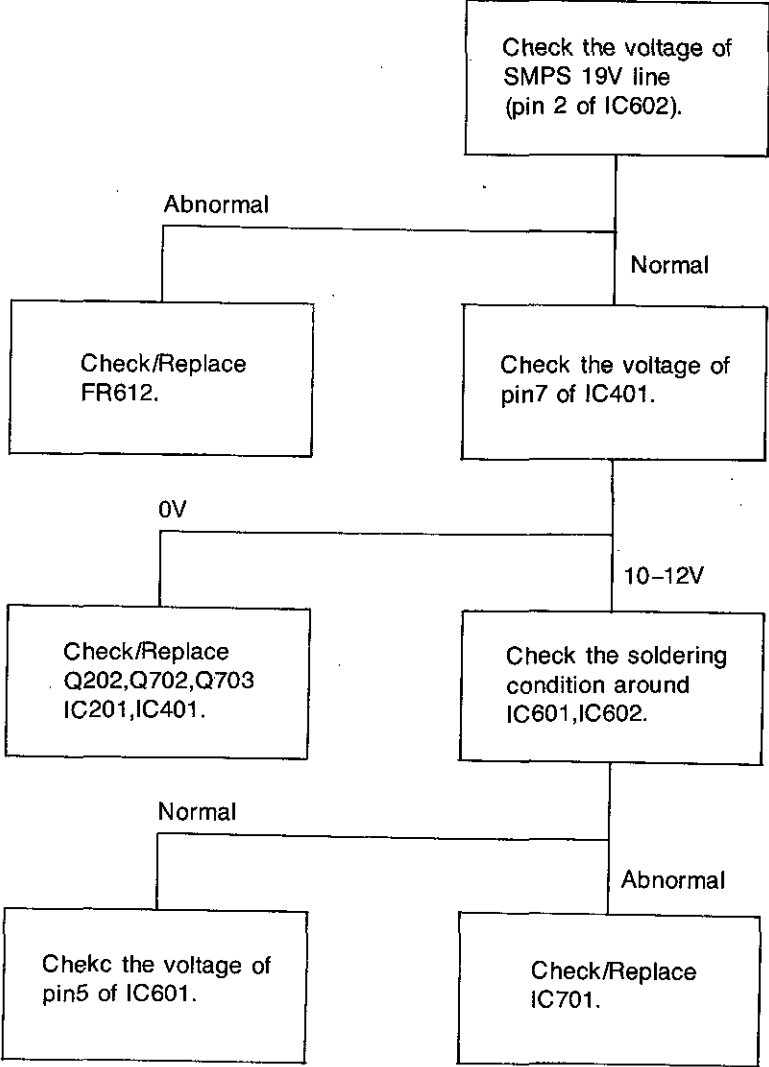 Check the voltage of
SMPS 19V line
(pin 2 of IC602).
Abnormal
Normal
Check/Replace
FR612.
Check the voltage of
pin7 of IC401.
0V
10–12V
Check/Replace
Q202,Q702,Q703
IC201,IC401.
Check the soldering
condition around
IC601,IC602.
Normal
Abnormal
Chekc the voltage of
pin5 of IC601.
Check/Replace
IC701.